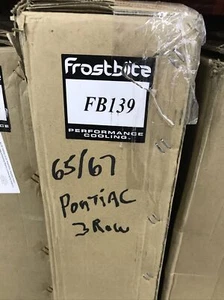 Frostbite
FB139
PERFORMANCE
COOLING
65/67
PONTIAC
3 Row